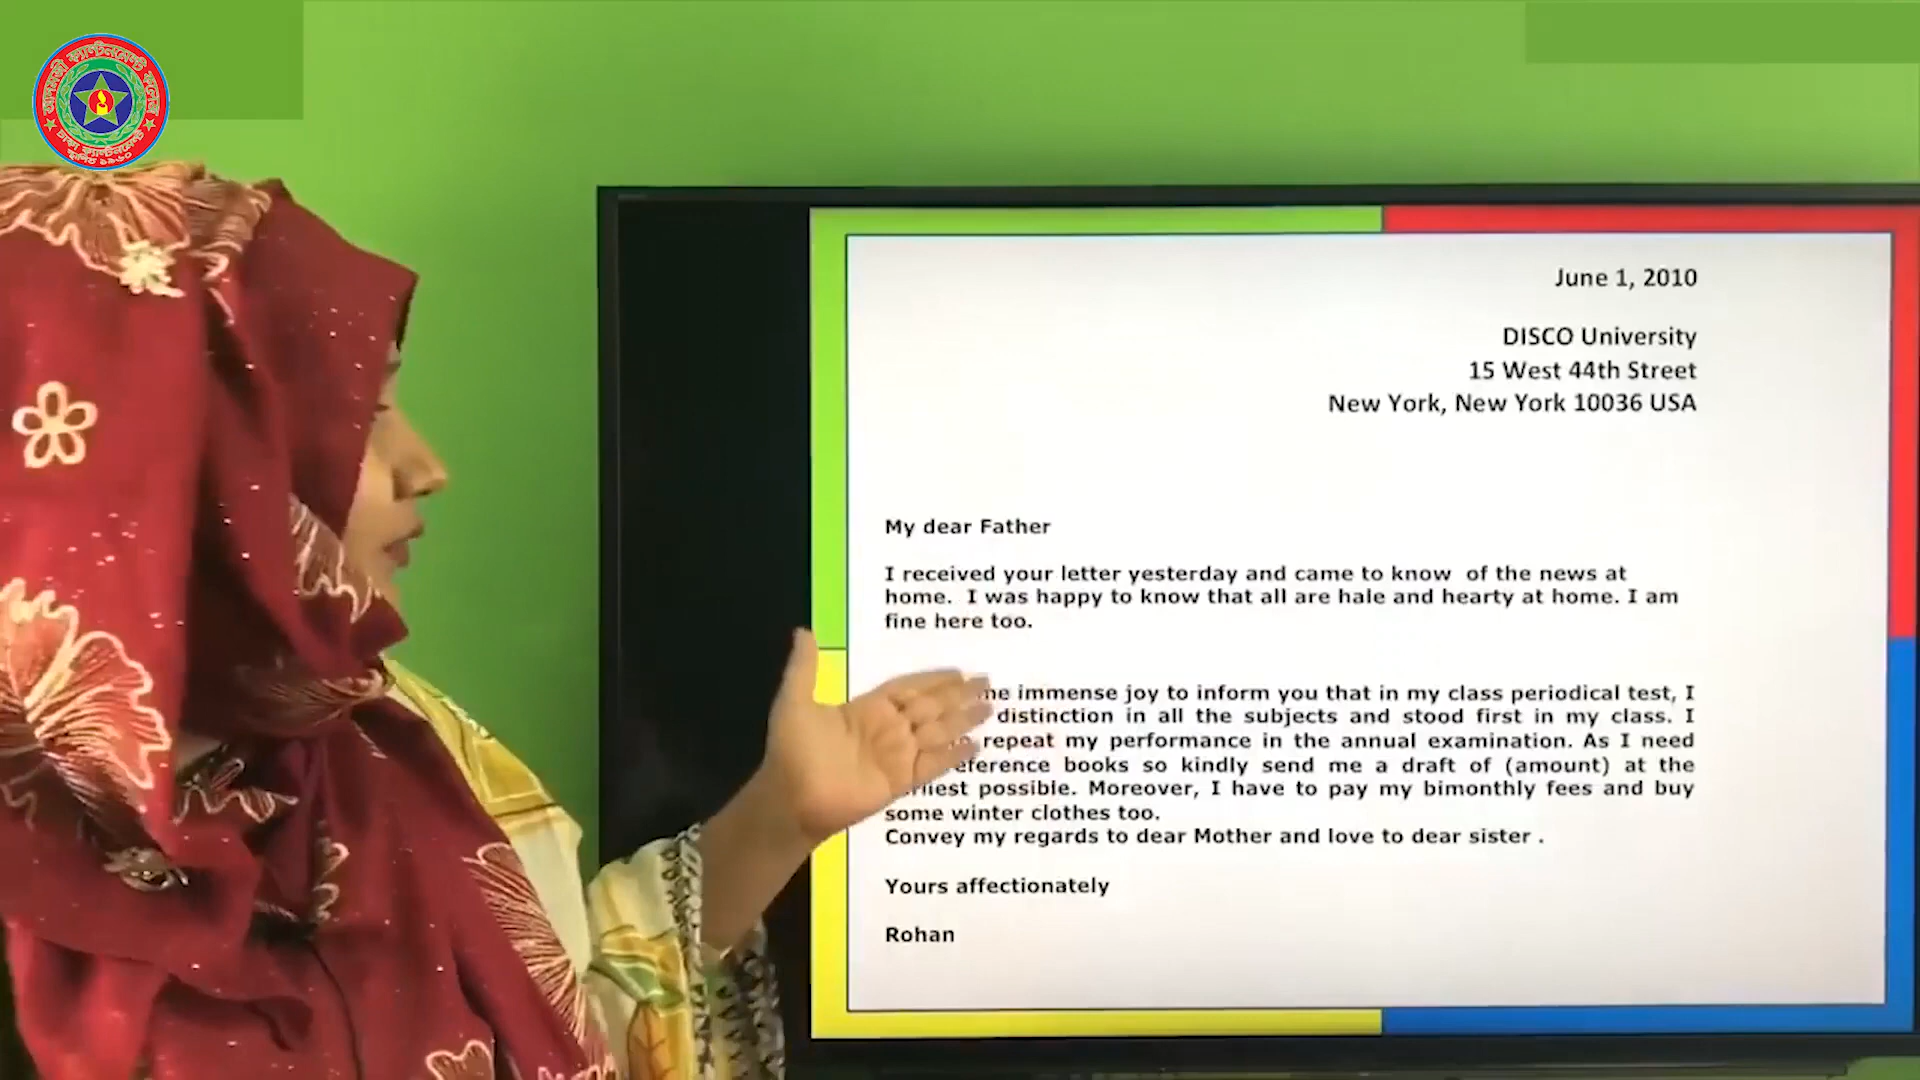 আদমজী ক্যান্টনমেন্ট কলেজ
ঢাকা ক্যান্টনমেন্ট
স্থাপিত ১৯৬০
June 1, 2010
DISCO University
15 West 44th Street
New York, New York 10036 USA
My dear Father
I received your letter yesterday and came to know of the news at
home. I was happy to know that all are hale and hearty at home. I am
fine here too.
immense joy to inform you that in my class periodical test, I
distinction in all the subjects and stood first in my class. I
repeat my performance in the annual examination. As I need
books so kindly send me a draft of (amount) at the
possible. Moreover, I have to pay my bimonthly fees and buy
some winter clothes too.
Convey my regards to dear Mother and love to dear sister .
Yours affectionately
Rohan